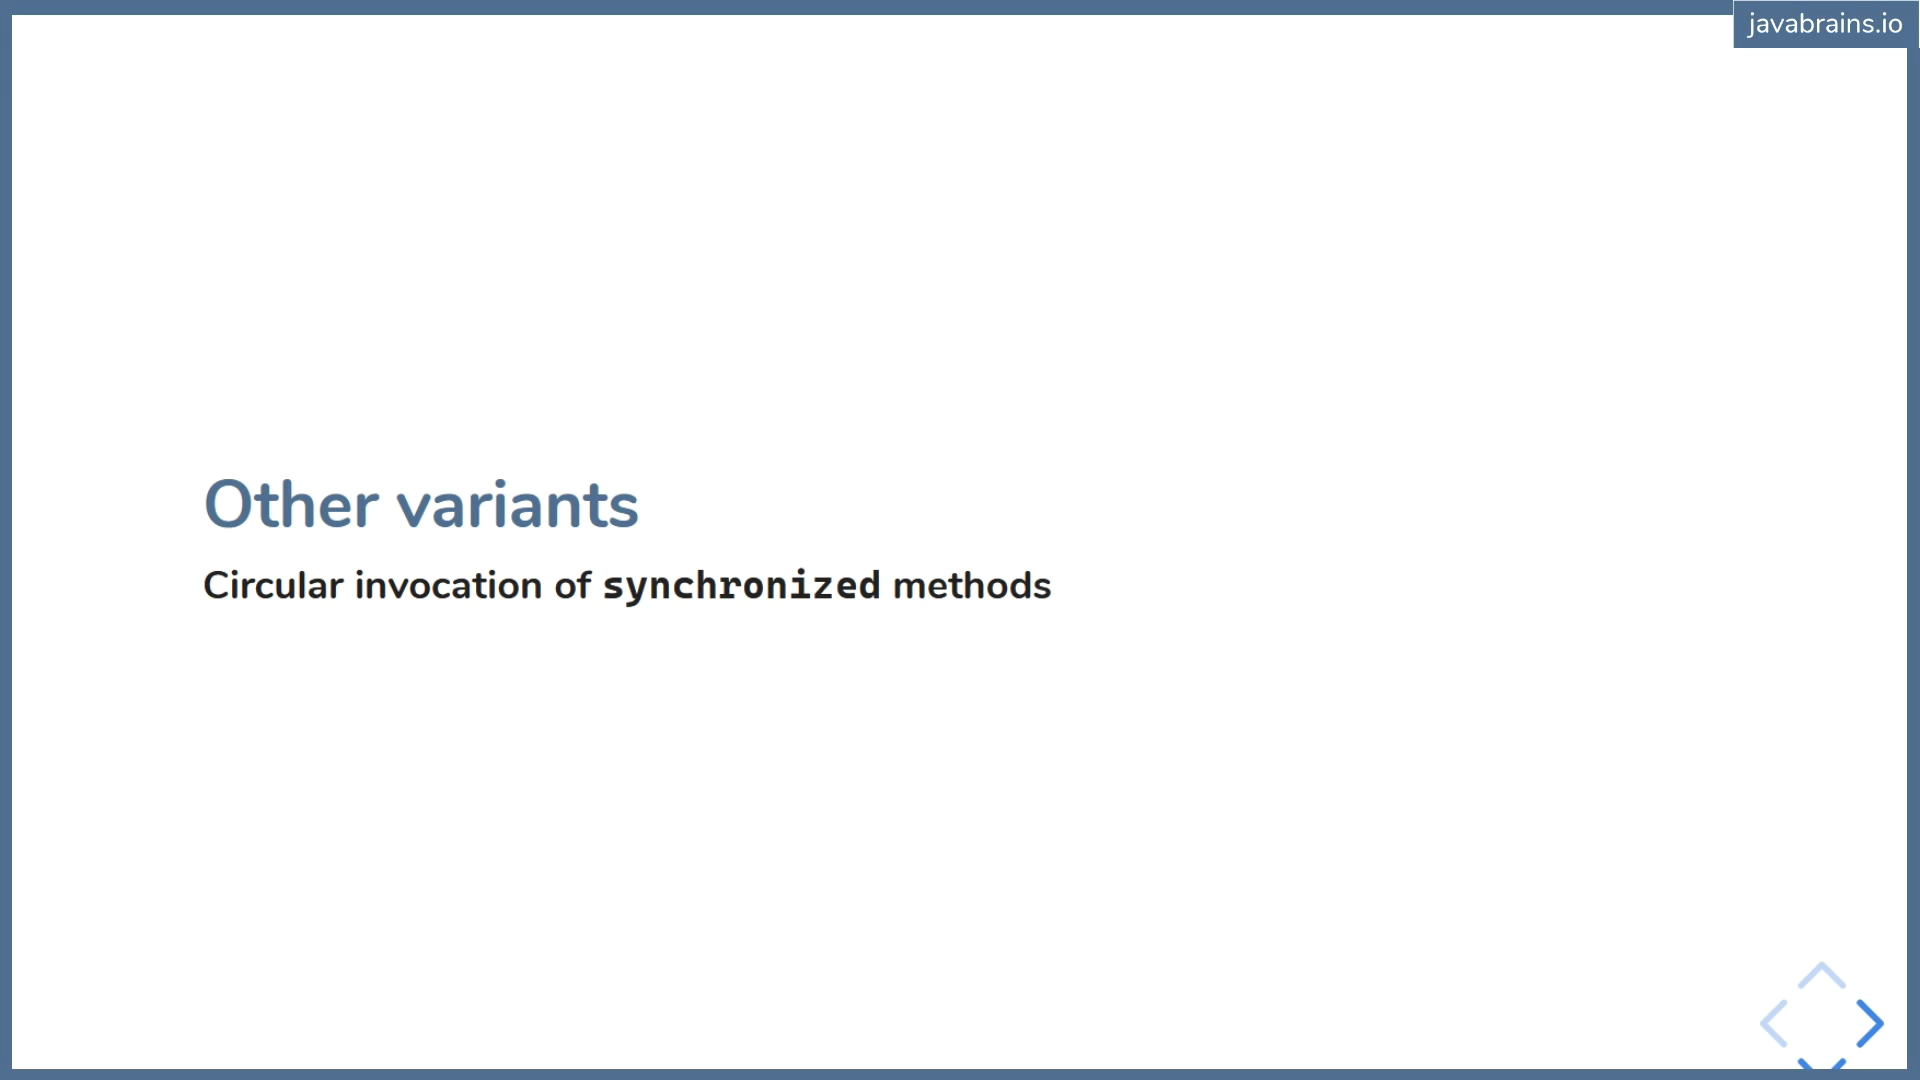 javabrains.io
Other variants
Circular invocation of synchronized methods